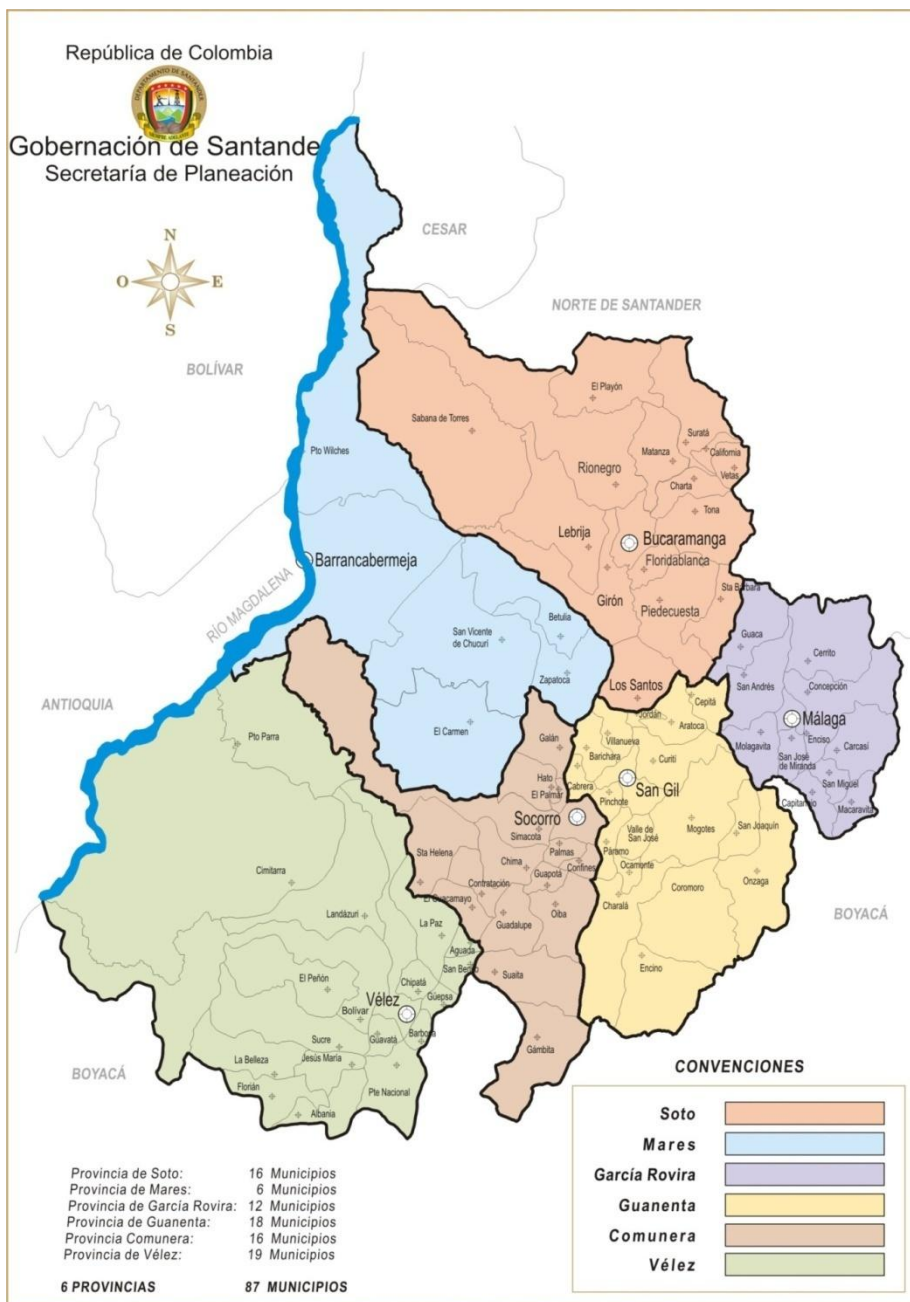 República de Colombia
DEPARTAMENTO DE SANTANDER
SIEMPRE ADELANTE
Gobernación de Santande
Secretaría de Planeación
N
O
E
S
CESAR
NORTE DE SANTANDER
BOLÍVAR
El Playón
Sabana de Torres
Suratá
Pto Wilches
Matanza
California
Rionegro
Vetas
Charta
Tona
Lebrija
Bucaramanga
Barrancabermeja
Floridablanca
RÍO MAGDALENA
Girón
Sta Bárbara
Piedecuesta
Betulia
San Vicente
de Chucurí
Guaca
Cerrito
Zapatoca
Los Santos
San Andrés
Concepción
Cepitá
ANTIOQUIA
Jordán
Aratoca
Málaga
El Carmen
Pto Parra
Galán
Villanueva
Molagavita
Enciso
Carcasí
Barichara
Curití
San José
de Miranda
San Miguel
Hato
Cabrera
San Gil
El Palmar
Pinchote
Capitanejo
Macaravita
Socorro
Simacota
Valle de
San José
Mogotes
San Joaquín
Palmas
Páramo
Sta Helena
Chima
Confines
Ocamonte
Cimitarra
Contratación
Guapotá
Coromoro
Onzaga
El Guacamayo
Charalá
Landázuri
Oiba
Guadalupe
BOYACÁ
La Paz
Aguada
San Benito
Encino
El Peñón
Suaita
Chipatá
Vélez
Güepsa
Bolívar
Sucre
Guavatá
Barbosa
Gámbita
La Belleza
Jesús María
BOYACÁ
Florián
Pte Nacional
Albania
CONVENCIONES
Soto
Mares
García Rovira
Guanenta
Comunera
Vélez
Provincia de Soto: 16 Municipios
Provincia de Mares: 6 Municipios
Provincia de García Rovira: 12 Municipios
Provincia de Guanenta: 18 Municipios
Provincia Comunera: 16 Municipios
Provincia de Vélez: 19 Municipios
6 PROVINCIAS 87 MUNICIPIOS